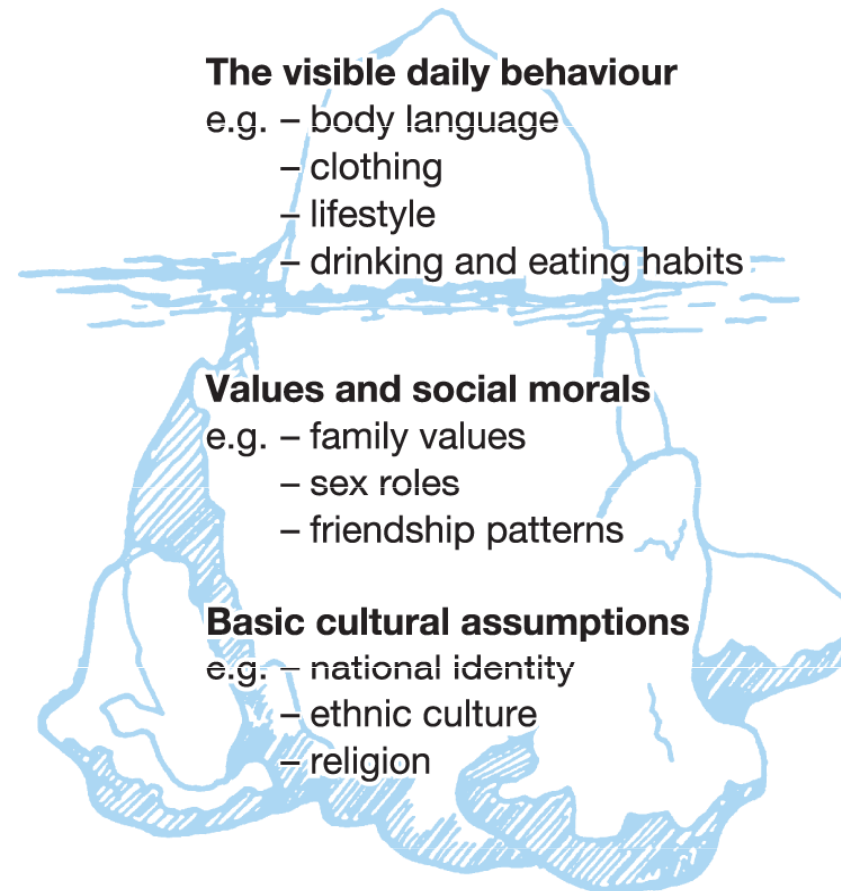 The visible daily behaviour
e.g. – body language
– clothing
– lifestyle
– drinking and eating habits
Values and social morals
e.g. – family values
– sex roles
– friendship patterns
Basic cultural assumptions
e.g. – national identity
– ethnic culture
– religion